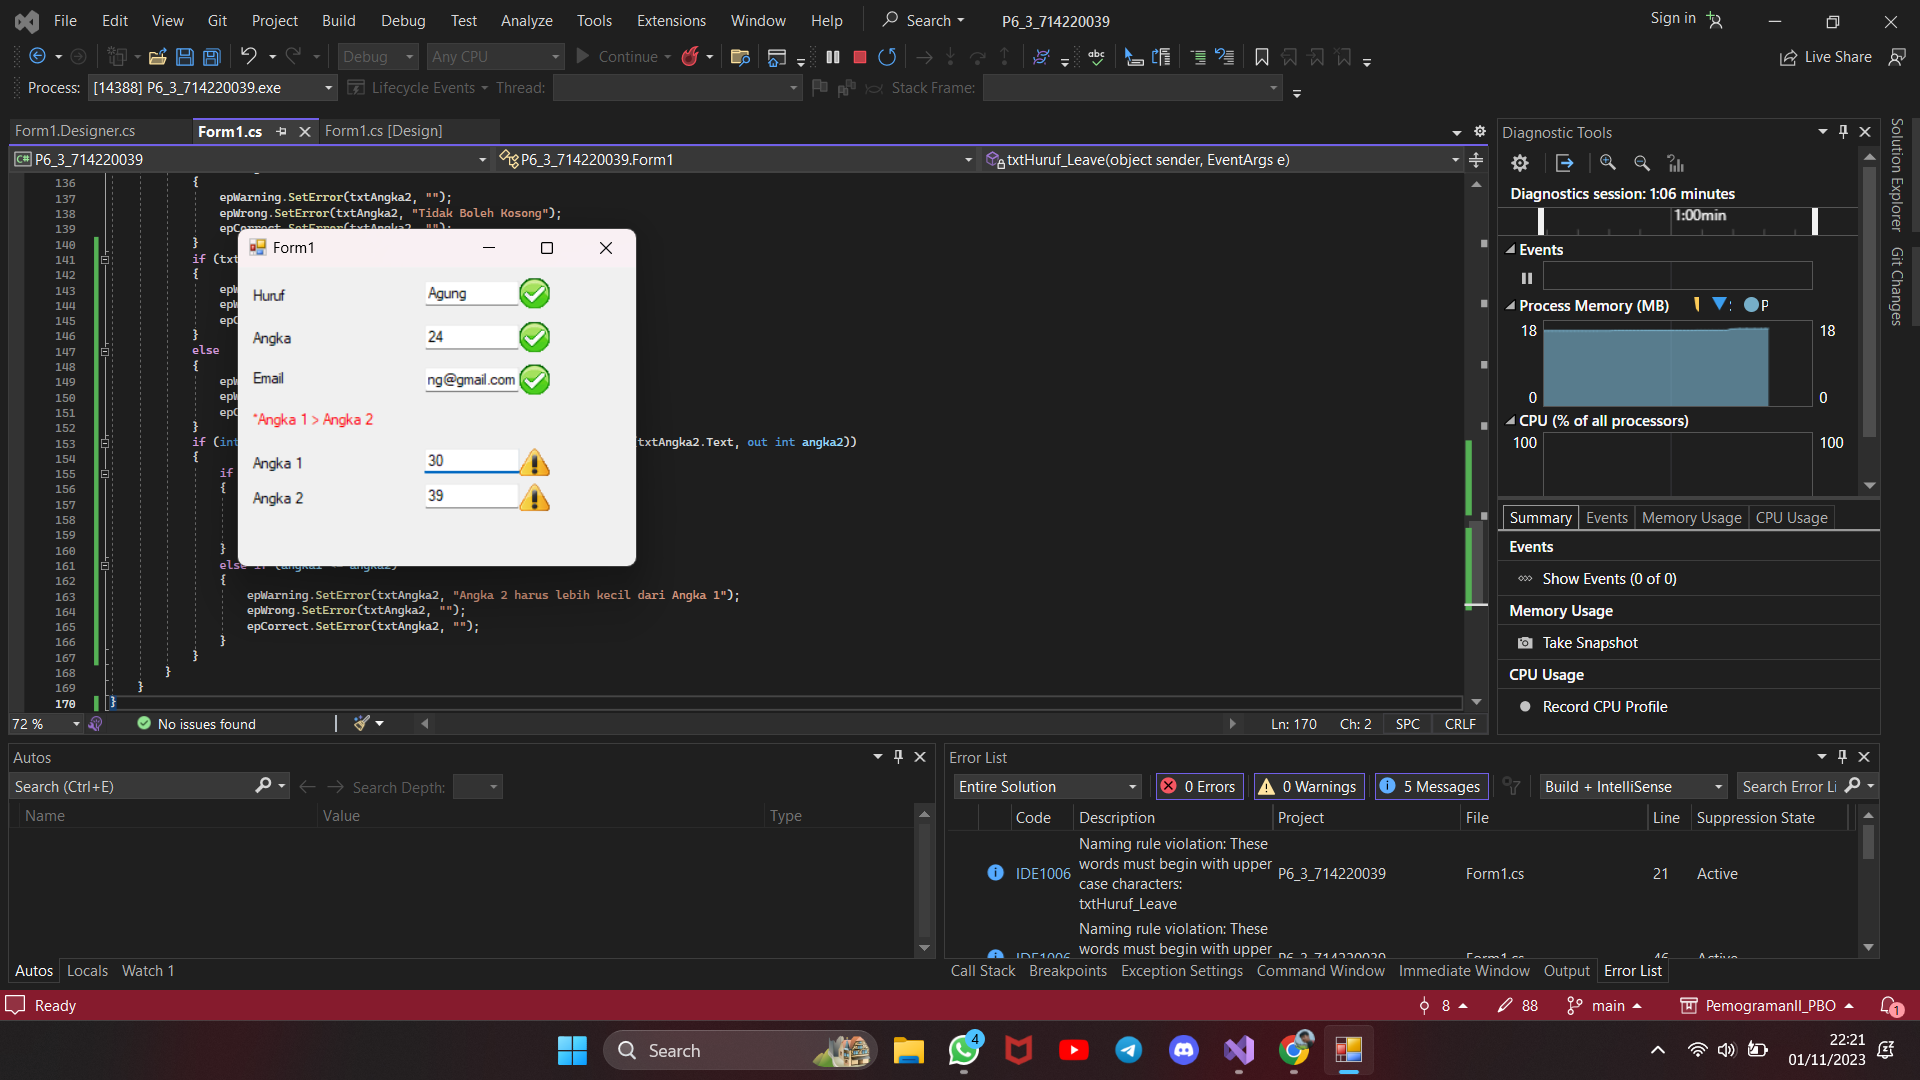 File Edit View Git Project Build Debug Test Analyze Tools Extensions Window Help Search P6_3_714220039 Sign in
Debug Any CPU Continue Live Share
Process: [14388] P6_3_714220039.exe Lifecycle Events Thread: Stack Frame:
Form1.Designer.cs Form1.cs Form1.cs [Design]
P6_3_714220039 P6_3_714220039.Form1 txtHuruf_Leave(object sender, EventArgs e)
136 {
137 epWarning.SetError(txtAngka2, "");
138 epWrong.SetError(txtAngka2, "Tidak Boleh Kosong");
139 epCorrect.SetError(txtAngka2, "");
140 }
141 if (txt
142 {
143 epW
144 epW
145 epC
146 }
147 else
148 {
149 epW
150 epW
151 epC
152 }
153 if (int txtAngka2.Text, out int angka2))
154 {
155 if
156 {
157
158
159
160 }
161 else if (angka1 angka2)
162 {
163 epWarning.SetError(txtAngka2, "Angka 2 harus lebih kecil dari Angka 1");
164 epWrong.SetError(txtAngka2, "");
165 epCorrect.SetError(txtAngka2, "");
166 }
167 }
168 }
169 }
170 }
Form1
Huruf Agung
Angka 24
Email ng@gmail.com
*Angka 1 > Angka 2
Angka 1 30
Angka 2 39
72 % No issues found Ln: 170 Ch: 2 SPC CRLF
Diagnostic Tools
Diagnostics session: 1:06 minutes
1:00min
Events
Process Memory (MB) P
18 18
0 0
CPU (% of all processors)
100 100
Summary Events Memory Usage CPU Usage
Events
Show Events (0 of 0)
Memory Usage
Take Snapshot
CPU Usage
Record CPU Profile
Solution Explorer
Git Changes
Autos
Search (Ctrl+E) Search Depth:
Name Value Type
Autos Locals Watch 1
Error List
Entire Solution 0 Errors 0 Warnings 5 Messages Build + IntelliSense Search Error Li
Code Description Project File Line Suppression State
IDE1006 Naming rule violation: These words must begin with upper case characters: txtHuruf_Leave P6_3_714220039 Form1.cs 21 Active
IDE1006 Naming rule violation: These words must begin with upper P6_3_714220039 Form1.cs 46 Active
Call Stack Breakpoints Exception Settings Command Window Immediate Window Output Error List
Ready 8 88 main PemogramanII_PBO 1
Search 4
22:21
01/11/2023